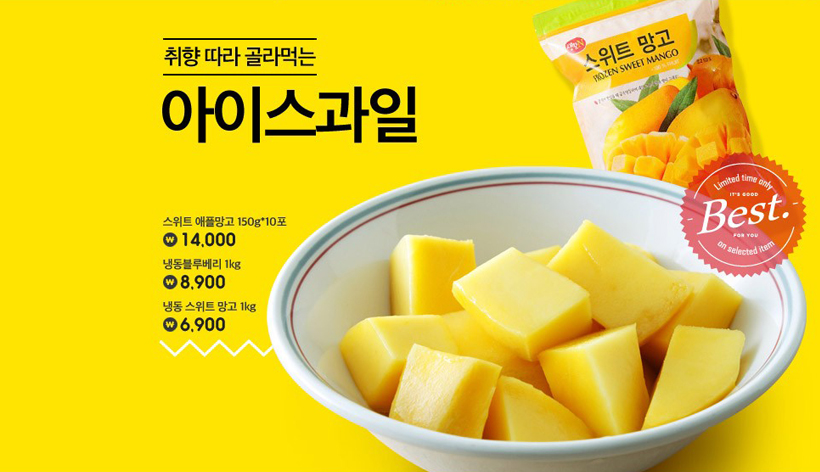 취향 따라 골라먹는
아이스과일
스위트 애플망고 150g*10포
₩ 14,000
냉동블루베리 1kg
₩ 8,900
냉동 스위트 망고 1kg
₩ 6,900
스위트 망고
FROZEN SWEET MANGO
Limited time only
IT'S GOOD
Best.
FOR YOU
on selected item